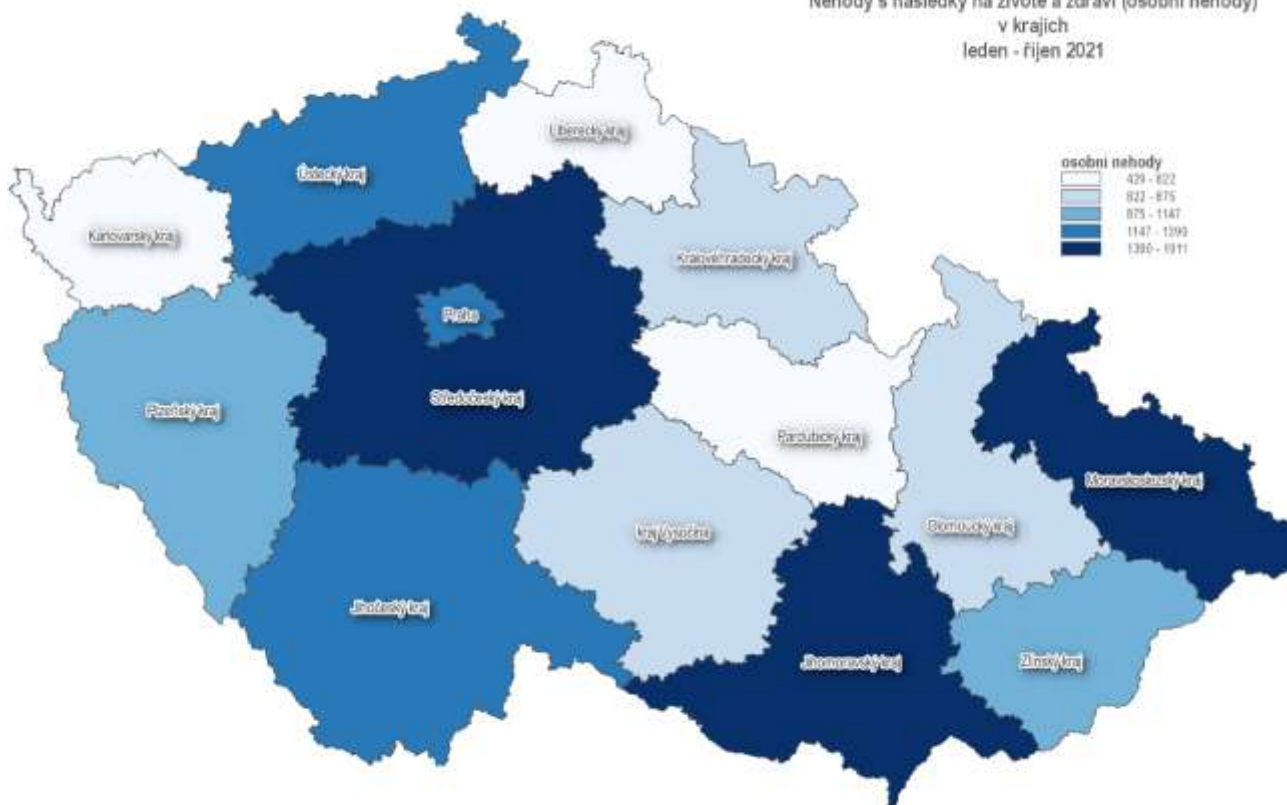 Nehody s následky na životě a zdraví (osobní nehody)
v krajích
leden - říjen 2021
Liberecký kraj
Ústecký kraj
osobní nehody
429 - 822
822 - 875
875 - 1147
1147 - 1390
1390 - 1911
Karlovarský kraj
Královéhradecký kraj
Praha
Středočeský kraj
Plzeňský kraj
Pardubický kraj
Moravskoslezský kraj
kraj Vysočina
Olomoucký kraj
Jihočeský kraj
Jihomoravský kraj
Zlínský kraj